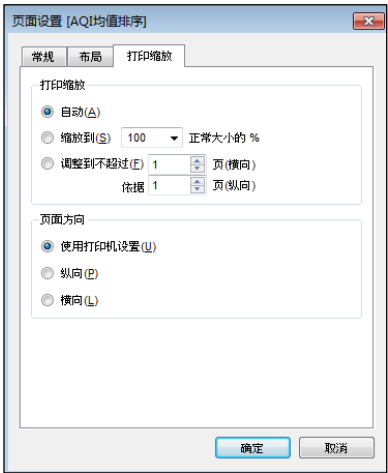 页面设置 [AQI均值排序]
常规 布局 打印缩放
打印缩放
自动(A)
缩放到(S) 100 正常大小的 %
调整到不超过(F) 1 页(横向)
依据 1 页(纵向)
页面方向
使用打印机设置(U)
纵向(P)
横向(L)
确定 取消